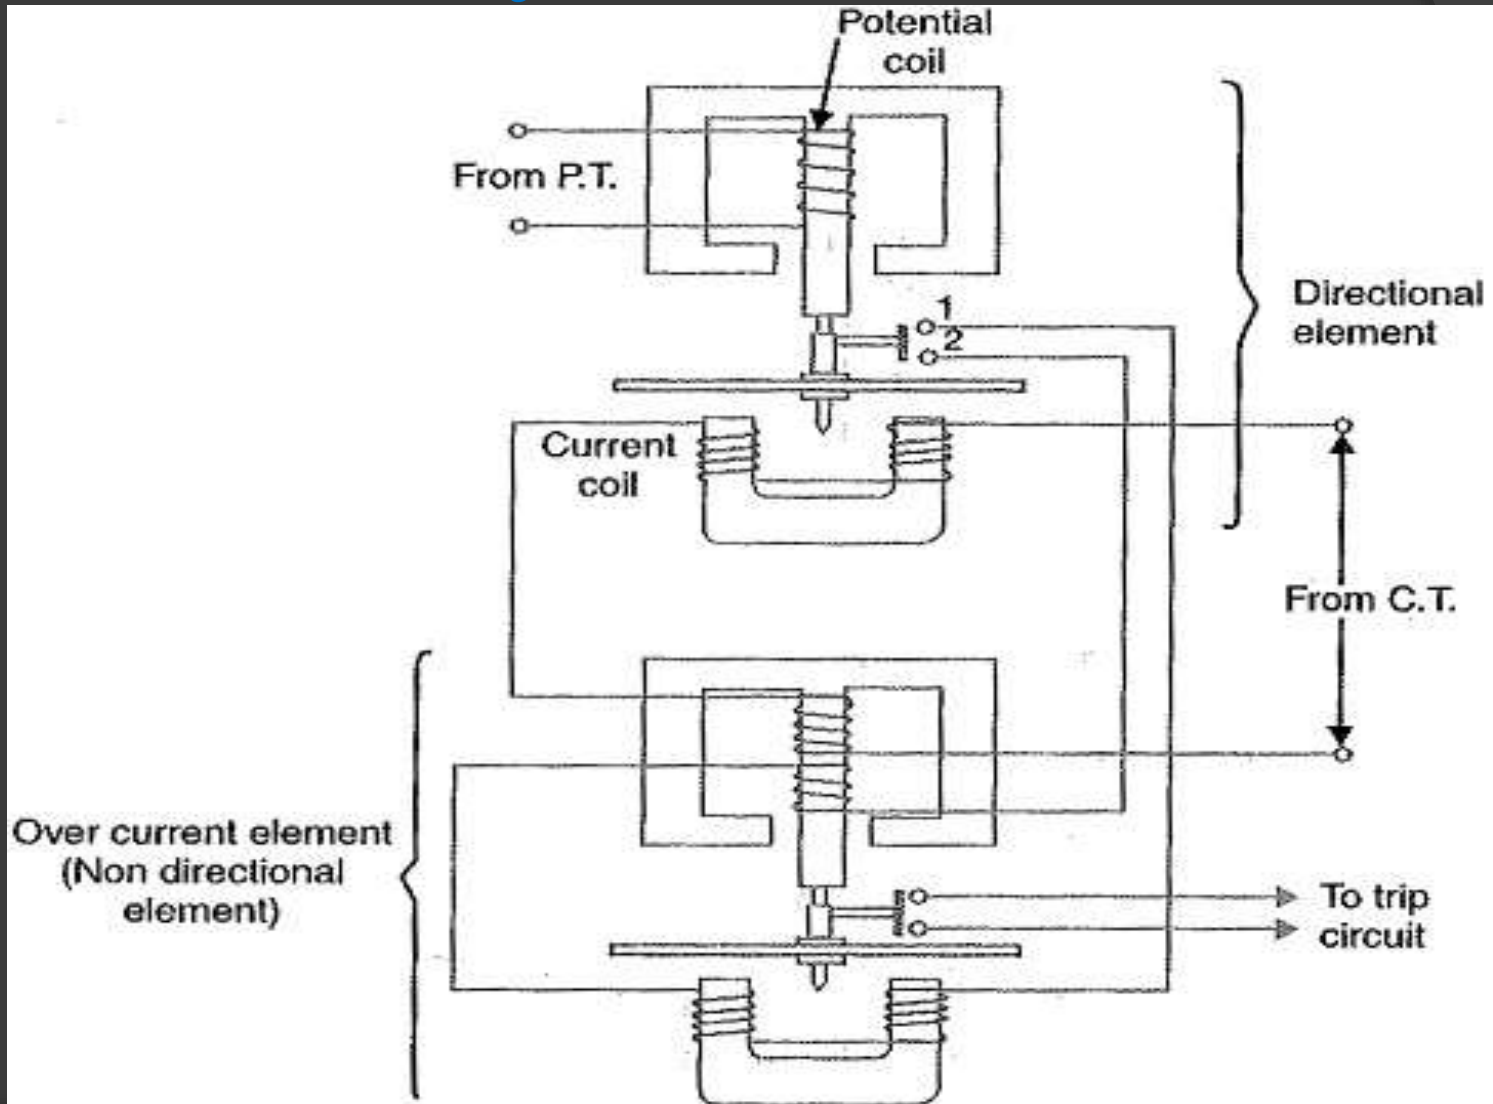 Potential
coil
From P.T.
1
2
Directional
element
Current
coil
From C.T.
Over current element
(Non directional
element)
To trip
circuit